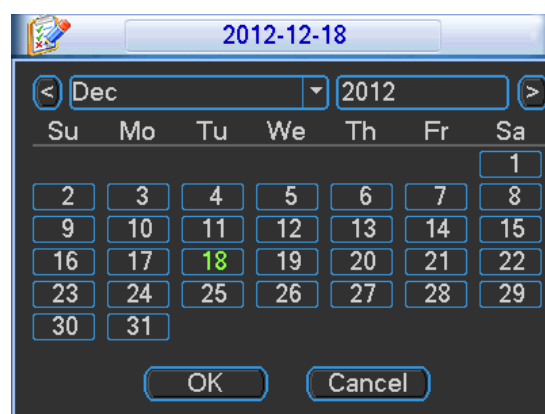 2012-12-18
< Dec 2012 >
Su Mo Tu We Th Fr Sa
1
2 3 4 5 6 7 8
9 10 11 12 13 14 15
16 17 18 19 20 21 22
23 24 25 26 27 28 29
30 31
OK Cancel